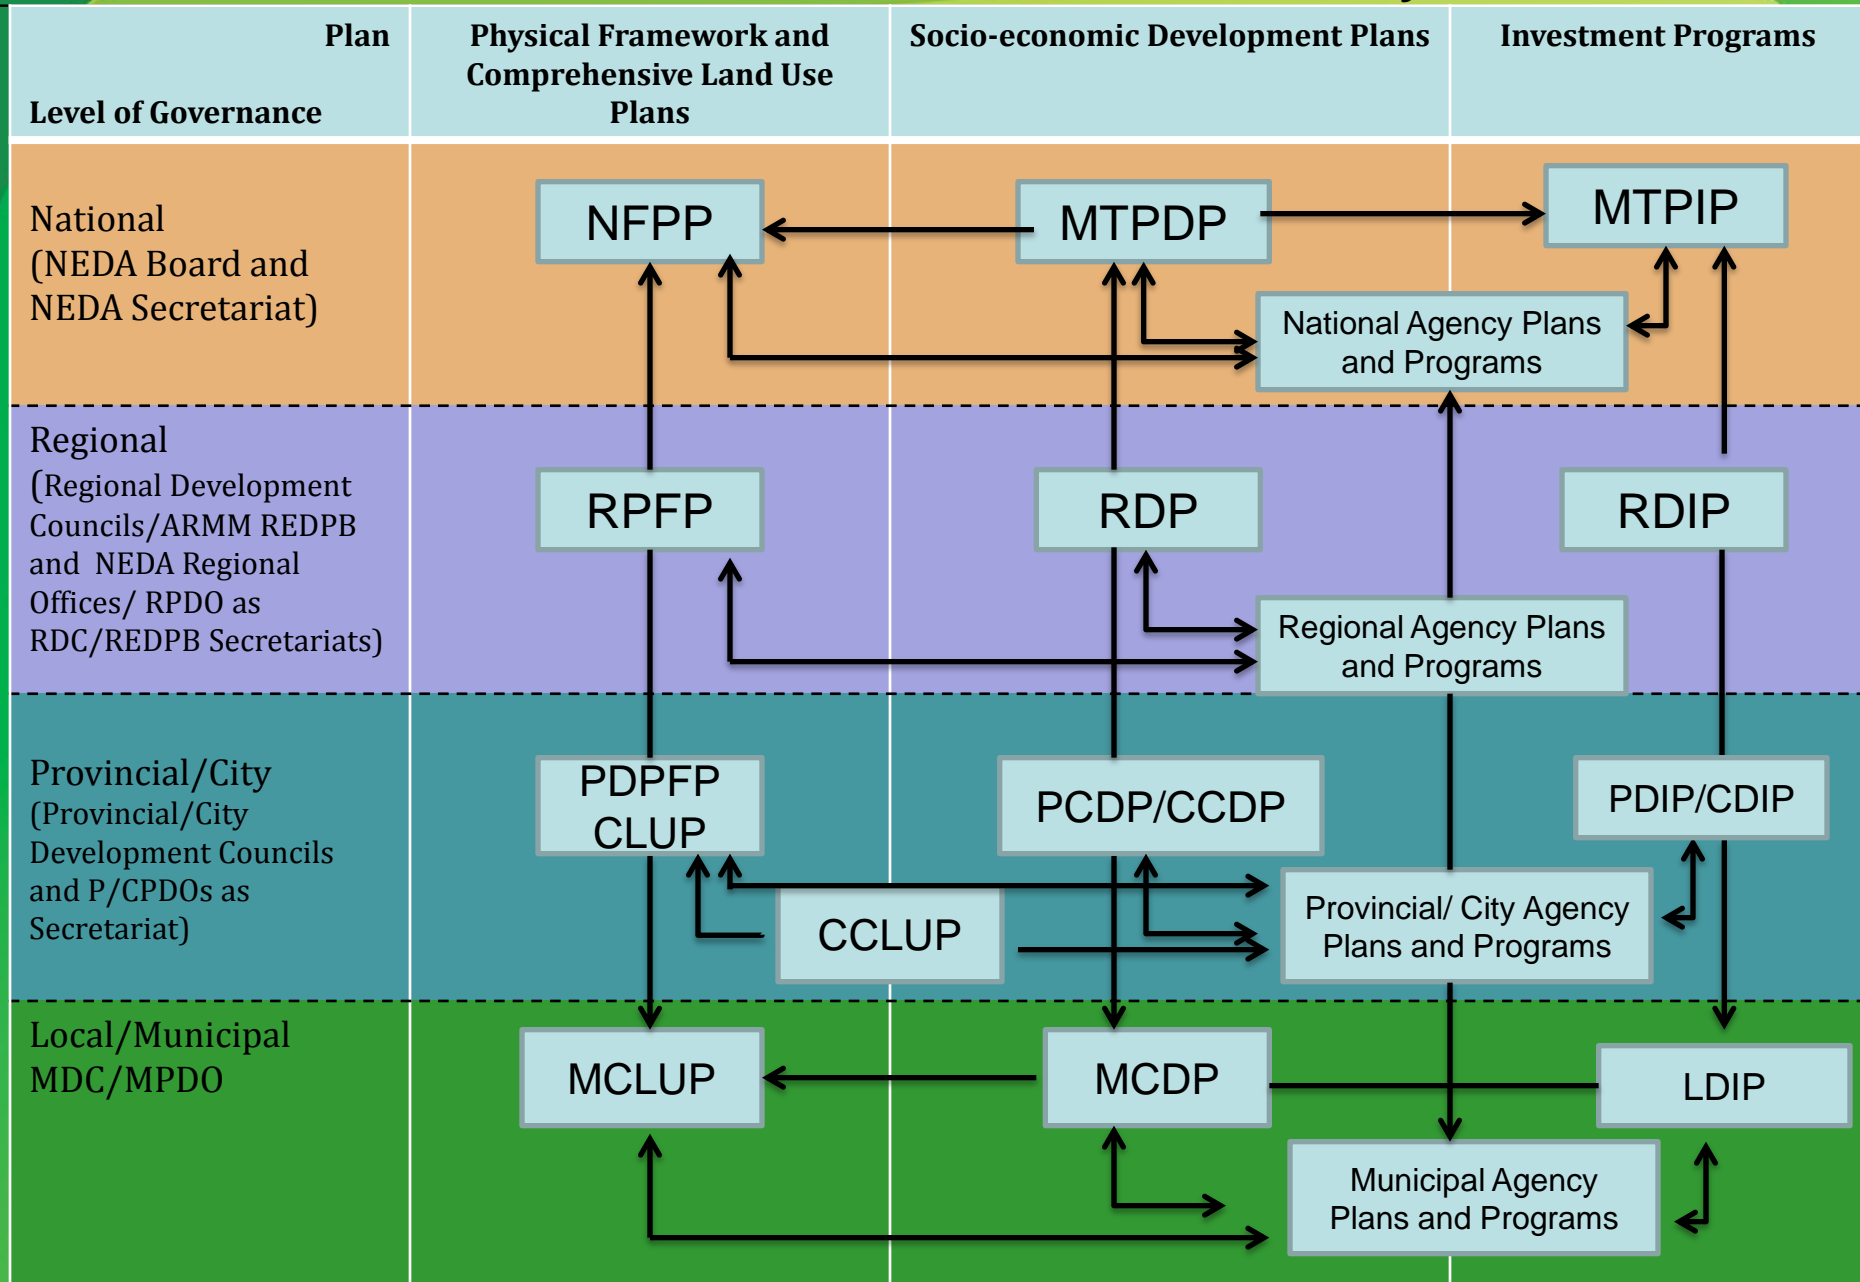 Plan
Level of Governance
Physical Framework and
Comprehensive Land Use
Plans
Socio-economic Development Plans
Investment Programs
National
(NEDA Board and
NEDA Secretariat)
NFPP
MTPDP
MTPIP
National Agency Plans
and Programs
Regional
(Regional Development
Councils/ARMM REDPB
and NEDA Regional
Offices/ RPDO as
RDC/REDPB Secretariats)
RPFP
RDP
RDIP
Regional Agency Plans
and Programs
Provincial/City
(Provincial/City
Development Councils
and P/CPDOs as
Secretariat)
PDPFP
CLUP
PCDP/CCDP
PDIP/CDIP
CCLUP
Provincial/ City Agency
Plans and Programs
Local/Municipal
MDC/MPDO
MCLUP
MCDP
LDIP
Municipal Agency
Plans and Programs